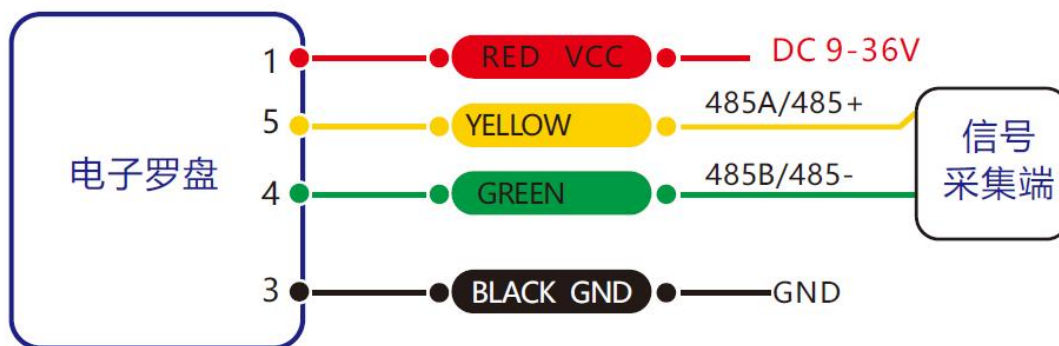 电子罗盘
1
RED VCC
DC 9-36V
5
YELLOW
485A/485+
4
GREEN
485B/485-
信号
采集端
3
BLACK GND
GND